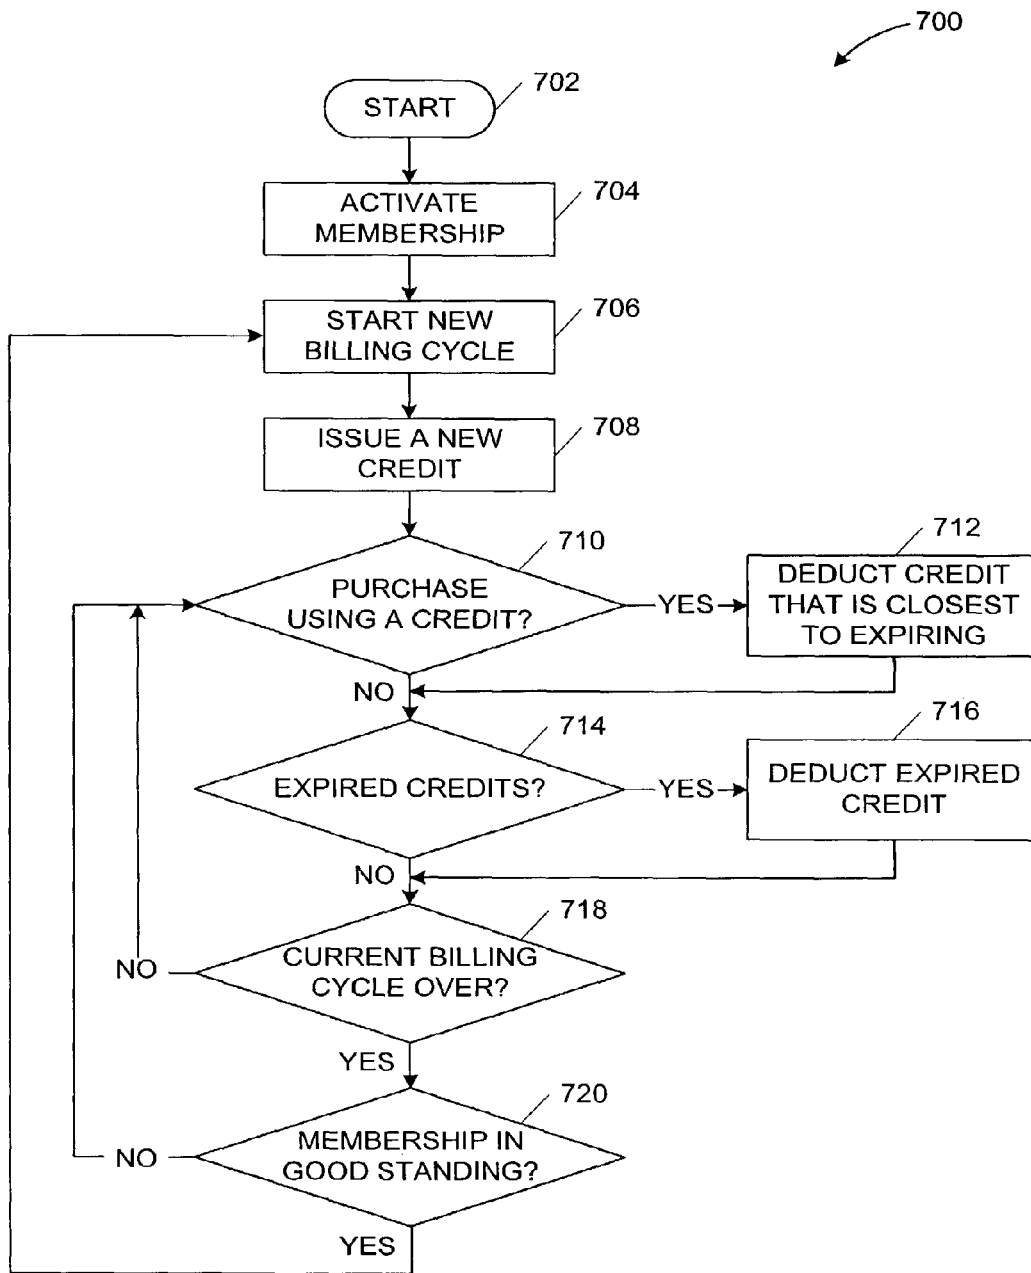 700
702
START
704
ACTIVATE
MEMBERSHIP
706
START NEW
BILLING CYCLE
708
ISSUE A NEW
CREDIT
710
PURCHASE
USING A CREDIT?
YES
712
DEDUCT CREDIT
THAT IS CLOSEST
TO EXPIRING
NO
714
EXPIRED CREDITS?
YES
716
DEDUCT EXPIRED
CREDIT
NO
718
CURRENT BILLING
CYCLE OVER?
NO
YES
720
MEMBERSHIP IN
GOOD STANDING?
NO
YES